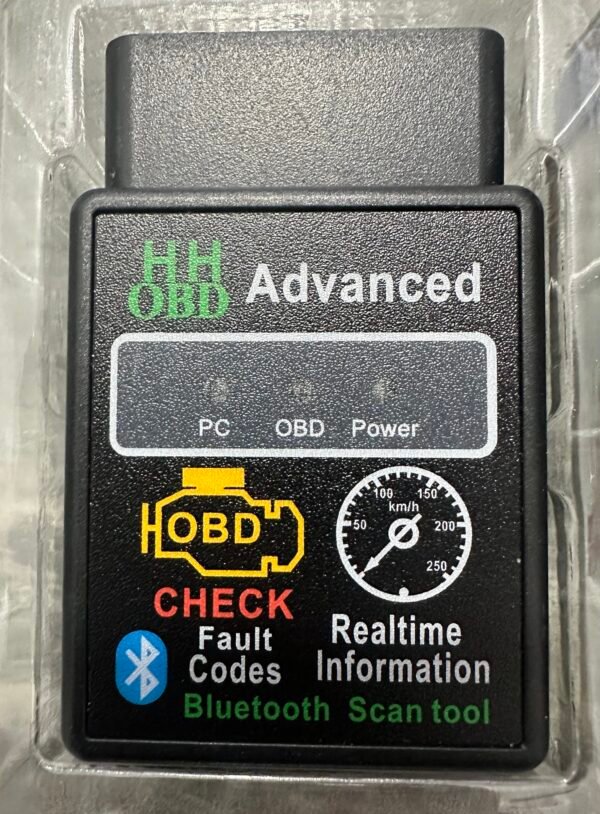 HH
OBD Advanced
PC OBD Power
OBD
50 100 150 200 250
km/h
CHECK
Fault
Codes
Realtime
Information
Bluetooth Scan tool